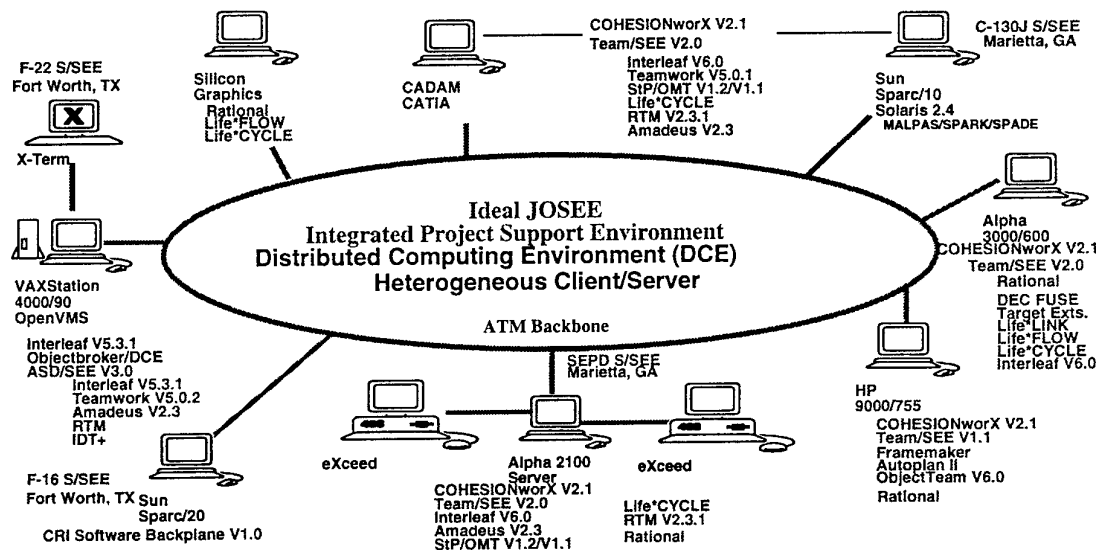 F-22 S/SEE
Fort Worth, TX
X
X-Term
Silicon
Graphics
Rational
Life*FLOW
Life*CYCLE
CADAM
CATIA
COHESIONworX V2.1
Team/SEE V2.0
Interleaf V6.0
Teamwork V5.0.1
StP/OMT V1.2/V1.1
Life*CYCLE
RTM V2.3.1
Amadeus V2.3
C-130J S/SEE
Marietta, GA
Sun
Sparc/10
Solaris 2.4
MALPAS/SPARK/SPADE
Ideal JOSEE
Integrated Project Support Environment
Distributed Computing Environment (DCE)
Heterogeneous Client/Server
ATM Backbone
VAXStation
4000/90
OpenVMS
Interleaf V5.3.1
Objectbroker/DCE
ASD/SEE V3.0
Interleaf V5.3.1
Teamwork V5.0.2
Amadeus V2.3
RTM
IDT+
Alpha
3000/600
COHESIONworX V2.1
Team/SEE V2.0
Rational
DEC FUSE
Target Exts.
Life*LINK
Life*FLOW
Life*CYCLE
Interleaf V6.0
HP
9000/755
COHESIONworX V2.1
Team/SEE V1.1
Framemaker
Autoplan II
ObjectTeam V6.0
Rational
F-16 S/SEE
Fort Worth, TX
Sun
Sparc/20
CRI Software Backplane V1.0
SEPD S/SEE
Marietta, GA
486
eXceed
Alpha 2100
Server
COHESIONworX V2.1
Team/SEE V2.0
Interleaf V6.0
Amadeus V2.3
StP/OMT V1.2/V1.1
486
eXceed
Life*CYCLE
RTM V2.3.1
Rational